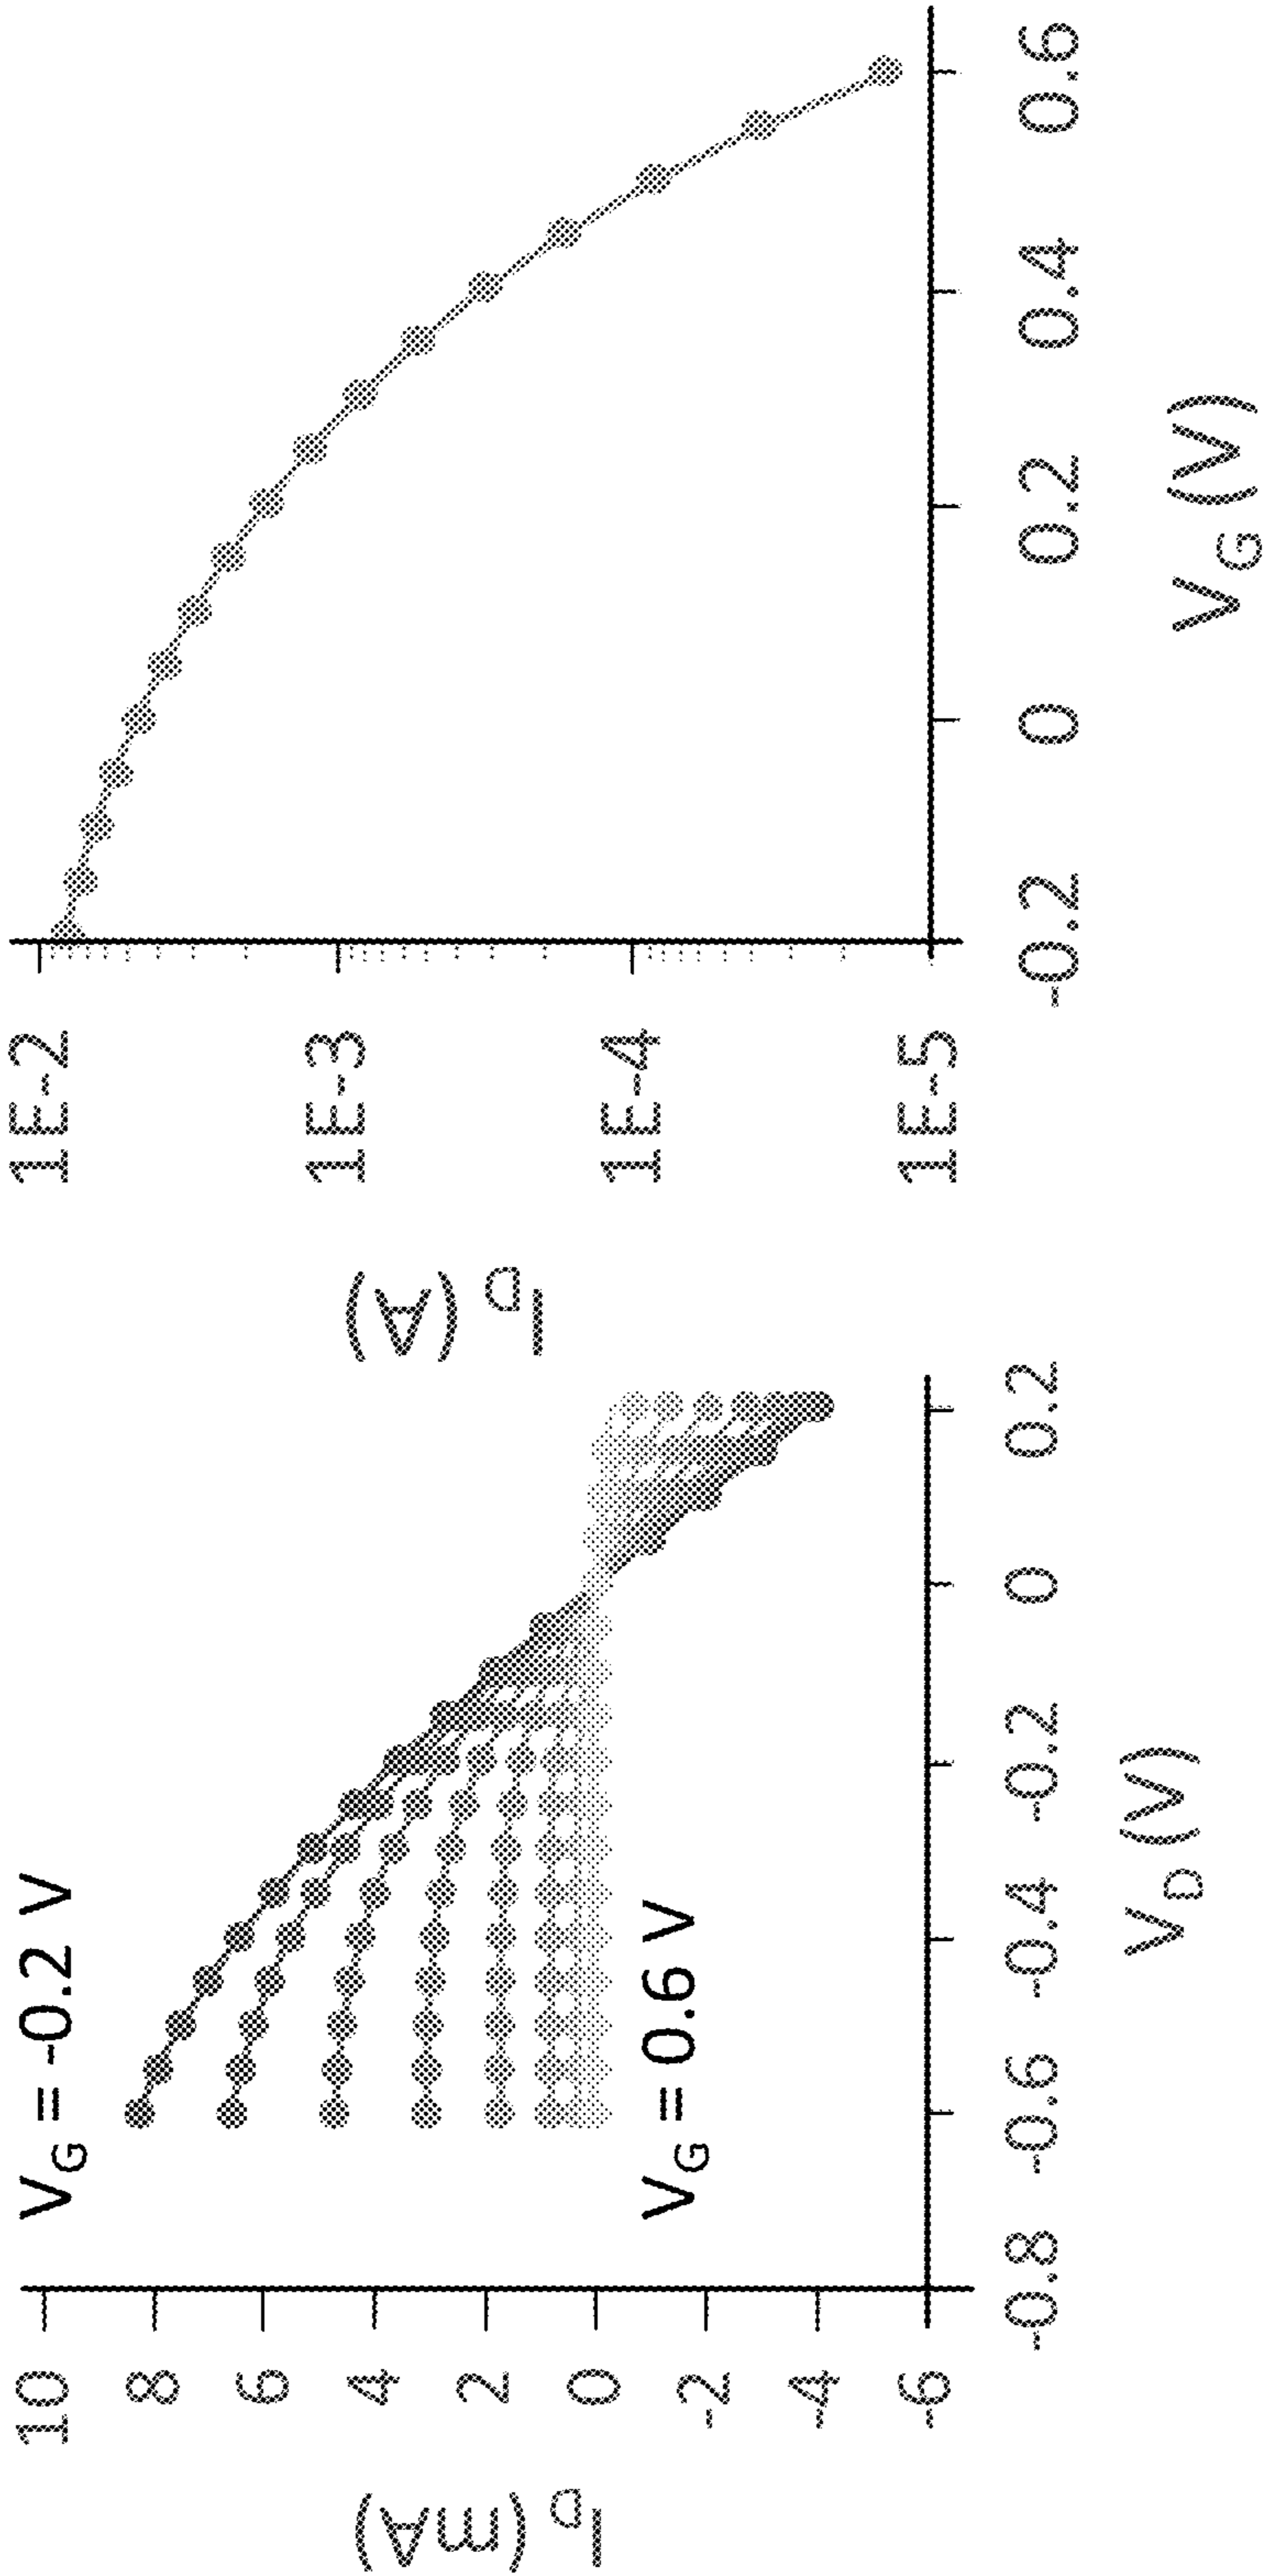 V_G = -0.2 V
10
8
6
4
2
0
-2
-4
-6
I_D (mA)
V_G = 0.6 V
-0.8 -0.6 -0.4 -0.2 0 0.2
V_D (V)
1E-2
1E-3
1E-4
1E-5
I_D (A)
-0.2 0 0.2 0.4 0.6
V_G (V)